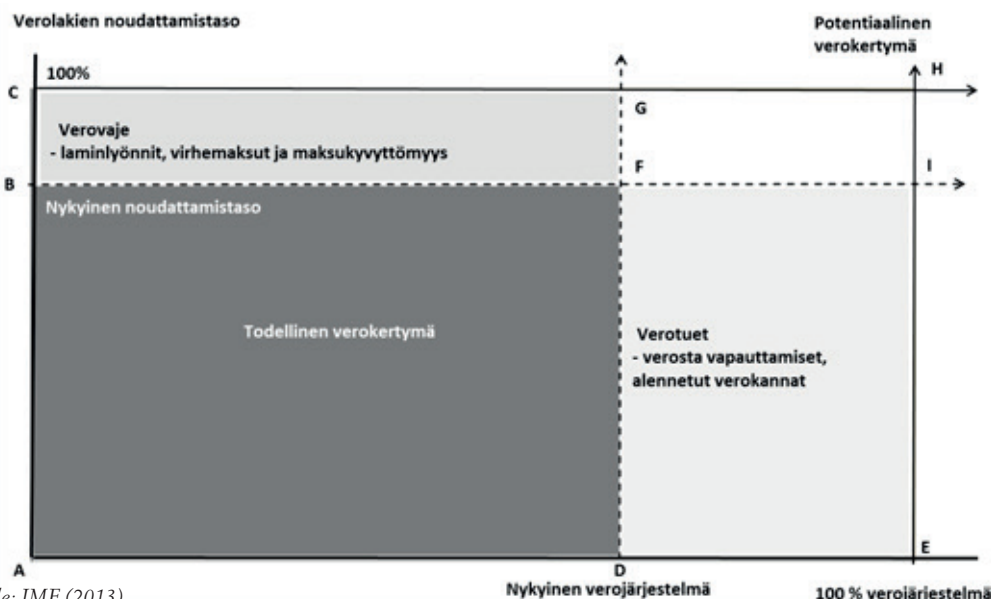 Verolakien noudattamistaso
Potentiaalinen
verokertymä
H
100%
C
G
Verovaje
- laminlyönnit, virhemaksut ja maksukyvyttömyys
F
I
B
Nykyinen noudattamistaso
Todellinen verokertymä
Verotuet
- verosta vapauttamiset,
alennetut verokannat
E
A
D
Nykyinen verojärjestelmä
100 % verojärjestelmä
IMF (2013)